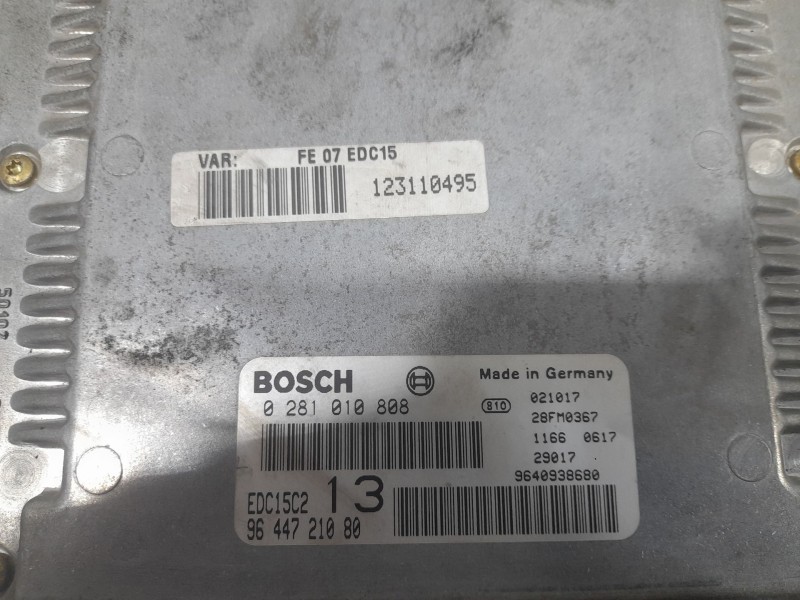 VAR: FE 07 EDC15
123110495
BOSCH
Made in Germany
0 281 010 808
810
021017
28FM0367
1166 0617
29017
9640938680
EDC15C2 13
96 447 210 80